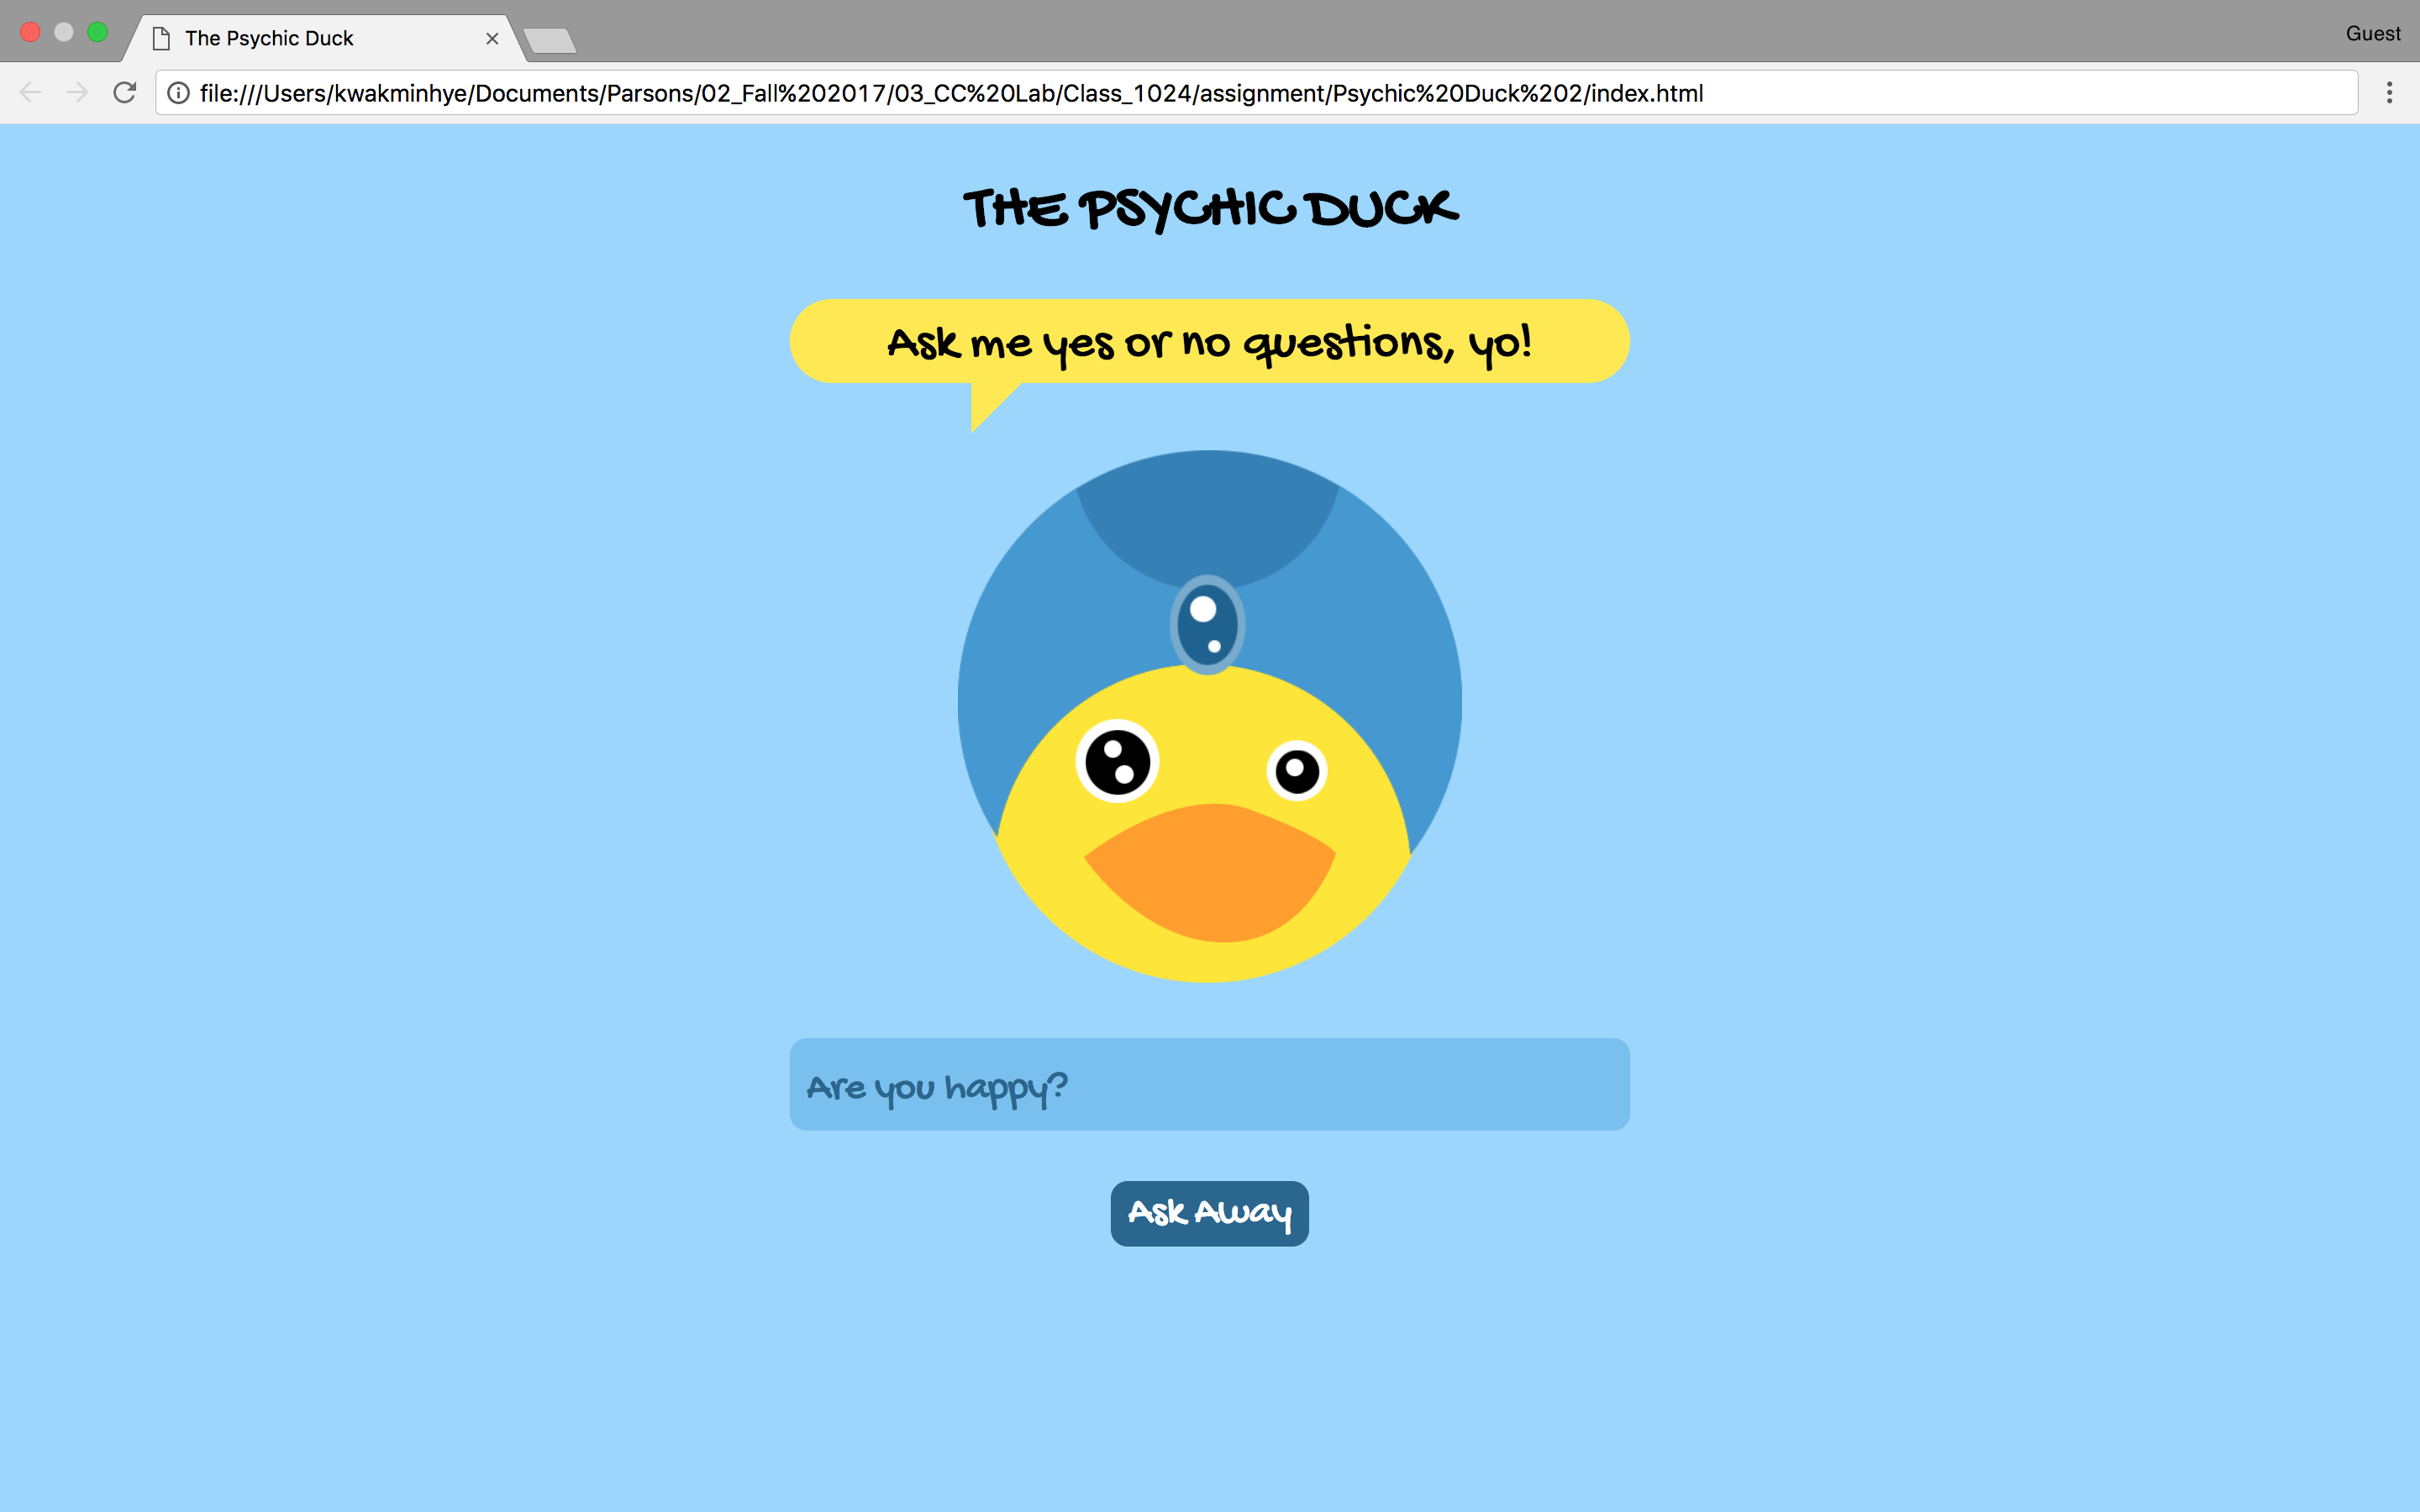 The Psychic Duck
Guest
file:///Users/kwakminhye/Documents/Parsons/02_Fall%202017/03_CC%20Lab/Class_1024/assignment/Psychic%20Duck%202/index.html
THE PSYCHIC DUCK
Ask me yes or no questions, yo!
Are you happy?
Ask Away